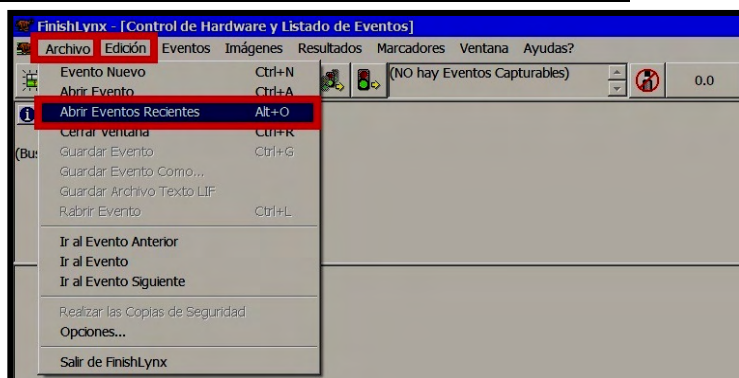 FinishLynx - [Control de Hardware y Listado de Eventos]
Archivo Edición Eventos Imágenes Resultados Marcadores Ventana Ayudas?
Evento Nuevo Ctrl+N
(NO hay Eventos Capturables)
0.0
Abrir Evento Ctrl+A
Abrir Eventos Recientes Alt+O
Cerrar Ventana Ctrl+R
(Bus
Guardar Evento Ctrl+G
Guardar Evento Como...
Guardar Archivo Texto LIF
Rabrir Evento Ctrl+L
Ir al Evento Anterior
Ir al Evento
Ir al Evento Siguiente
Realizar las Copias de Seguridad
Opciones...
Salir de FinishLynx